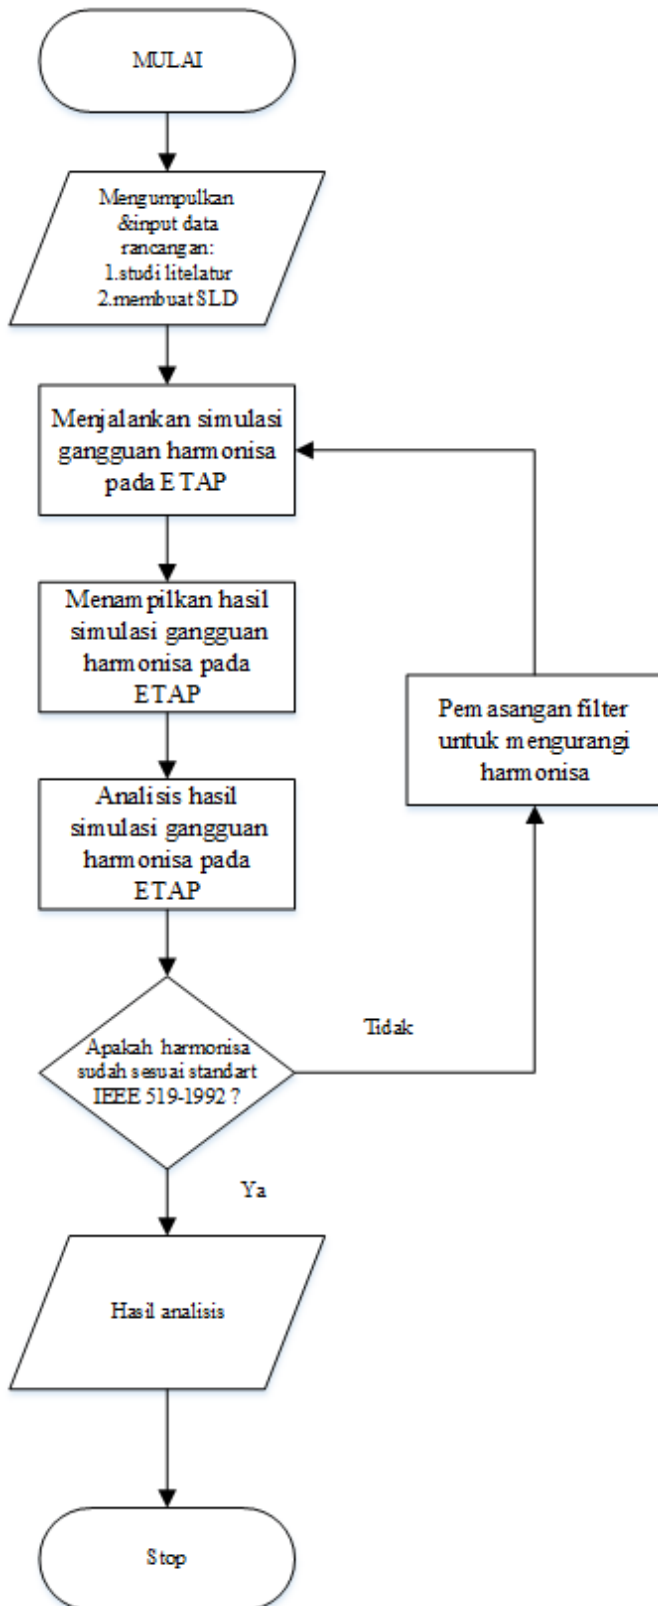 MULAI
Mengumpulkan
&input data
rancangan:
1.studi litelatur
2.membuat SLD
Menjalankan simulasi
gangguan harmonisa
pada ETAP
Menampilkan hasil
simulasi gangguan
harmonisa pada
ETAP
Pemasangan filter
untuk mengurangi
harmonisa
Analisis hasil
simulasi gangguan
harmonisa pada
ETAP
Apakah harmonisa
sudah sesuai standart
IEEE 519-1992 ?
Tidak
Ya
Hasil analisis
Stop